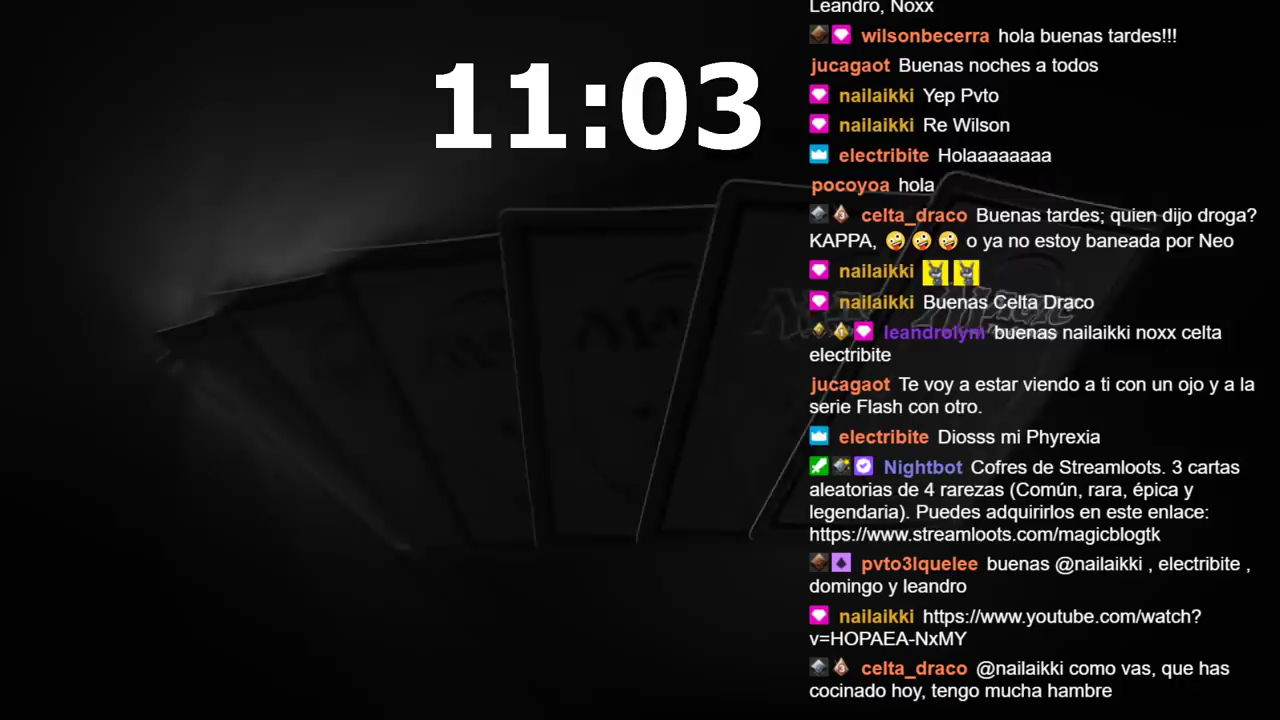 11:03
Leandro, Noxx
wilsonbecerra hola buenas tardes!!!
jucagaot Buenas noches a todos
nailaikki Yep Pvto
nailaikki Re Wilson
electribite Holaaaaaaaa
pocoyoa hola
celta_draco Buenas tardes; quien dijo droga?
KAPPA, 🤪 🤪 🤪 o ya no estoy baneada por Neo
nailaikki
nailaikki Buenas Celta Draco
leandrolym buenas nailaikki noxx celta
electribite
jucagaot Te voy a estar viendo a ti con un ojo y a la
serie Flash con otro.
electribite Diosss mi Phyrexia
Nightbot Cofres de Streamloots. 3 cartas
aleatorias de 4 rarezas (Común, rara, épica y
legendaria). Puedes adquirirlos en este enlace:
https://www.streamloots.com/magicblogtk
pvto3lquelee buenas @nailaikki , electribite ,
domingo y leandro
nailaikki https://www.youtube.com/watch?
v=HOPAEA-NxMY
celta_draco @nailaikki como vas, que has
cocinado hoy, tengo mucha hambre
MAGIC